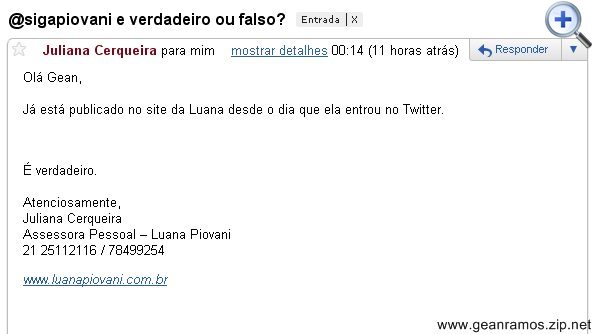 @sigapiovani e verdadeiro ou falso? Entrada | X
Juliana Cerqueira para mim mostrar detalhes 00:14 (11 horas atrás) Responder
Olá Gean,
Já está publicado no site da Luana desde o dia que ela entrou no Twitter.
É verdadeiro.
Atenciosamente,
Juliana Cerqueira
Assessora Pessoal – Luana Piovani
21 25112116 / 78499254
www.luanapiovani.com.br
www.geanramos.zip.net